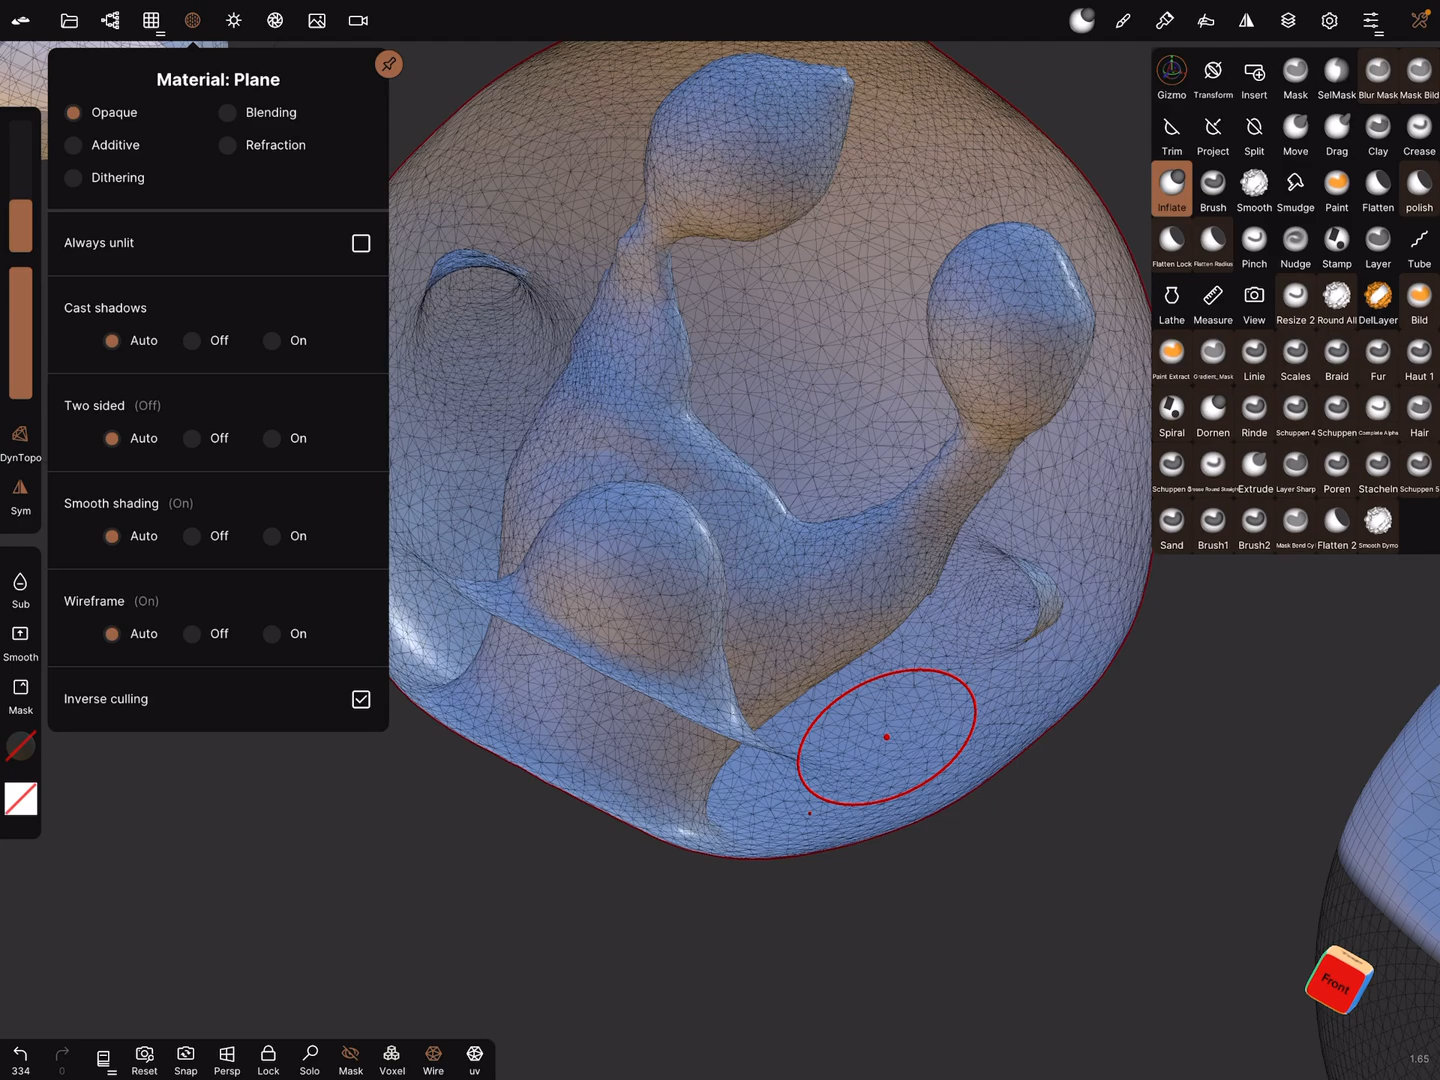 Material: Plane
Opaque
Blending
Additive
Refraction
Dithering
Always unlit
Cast shadows
Auto
Off
On
Two sided (Off)
Auto
Off
On
Smooth shading (On)
Auto
Off
On
Wireframe (On)
Auto
Off
On
Inverse culling
DynTopo
Sym
Sub
Smooth
Mask
Gizmo
Transform
Insert
Mask
SelMask
Blur Mask
Mask Bild
Trim
Project
Split
Move
Drag
Clay
Crease
Inflate
Brush
Smooth
Smudge
Paint
Flatten
polish
Flatten Lock
Flatten Radius
Pinch
Nudge
Stamp
Layer
Tube
Lathe
Measure
View
Resize 2
Round All
DelLayer
Bild
Paint Extract
Gradient_Mask
Linie
Scales
Braid
Fur
Haut 1
Spiral
Dornen
Rinde
Schuppen 4
Schuppen
Complete Alpha
Hair
Extrude
Layer Sharp
Poren
Stacheln
Schuppen 5
Sand
Brush1
Brush2
Flatten 2
Front
334
0
Reset
Snap
Persp
Lock
Solo
Mask
Voxel
Wire
uv
1.65